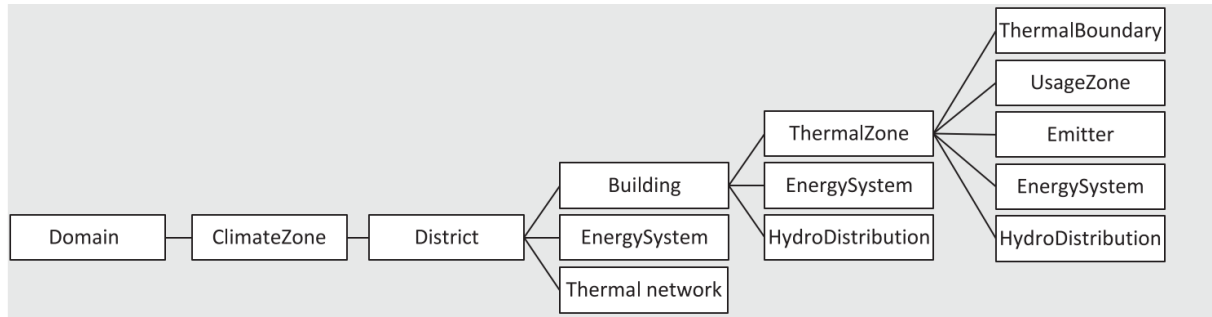 Domain
ClimateZone
District
Building
EnergySystem
Thermal network
ThermalZone
EnergySystem
HydroDistribution
ThermalBoundary
UsageZone
Emitter
EnergySystem
HydroDistribution